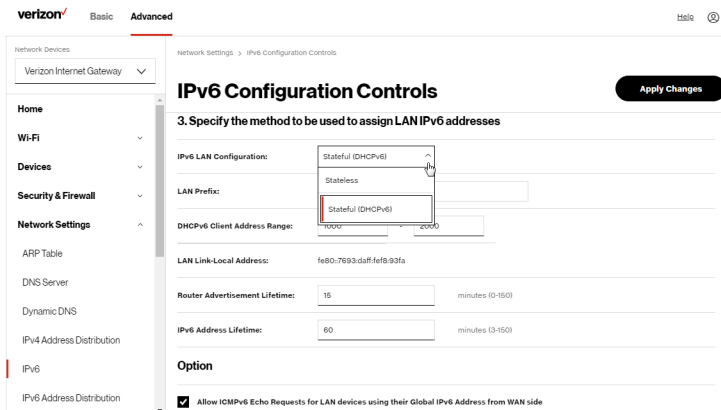 verizon✓ Basic Advanced Help
Network Devices
Verizon Internet Gateway
Home
Wi-Fi
Devices
Security & Firewall
Network Settings
ARP Table
DNS Server
Dynamic DNS
IPv4 Address Distribution
IPv6
IPv6 Address Distribution
Network Settings > IPv6 Configuration Controls
IPv6 Configuration Controls
Apply Changes
3. Specify the method to be used to assign LAN IPv6 addresses
IPv6 LAN Configuration: Stateful (DHCPv6)
Stateless
LAN Prefix:
Stateful (DHCPv6)
DHCPv6 Client Address Range: 1000 - 2000
LAN Link-Local Address: fe80::7693:daff:fef8:93fa
Router Advertisement Lifetime: 15 minutes (0-150)
IPv6 Address Lifetime: 60 minutes (3-150)
Option
Allow ICMPv6 Echo Requests for LAN devices using their Global IPv6 Address from WAN side